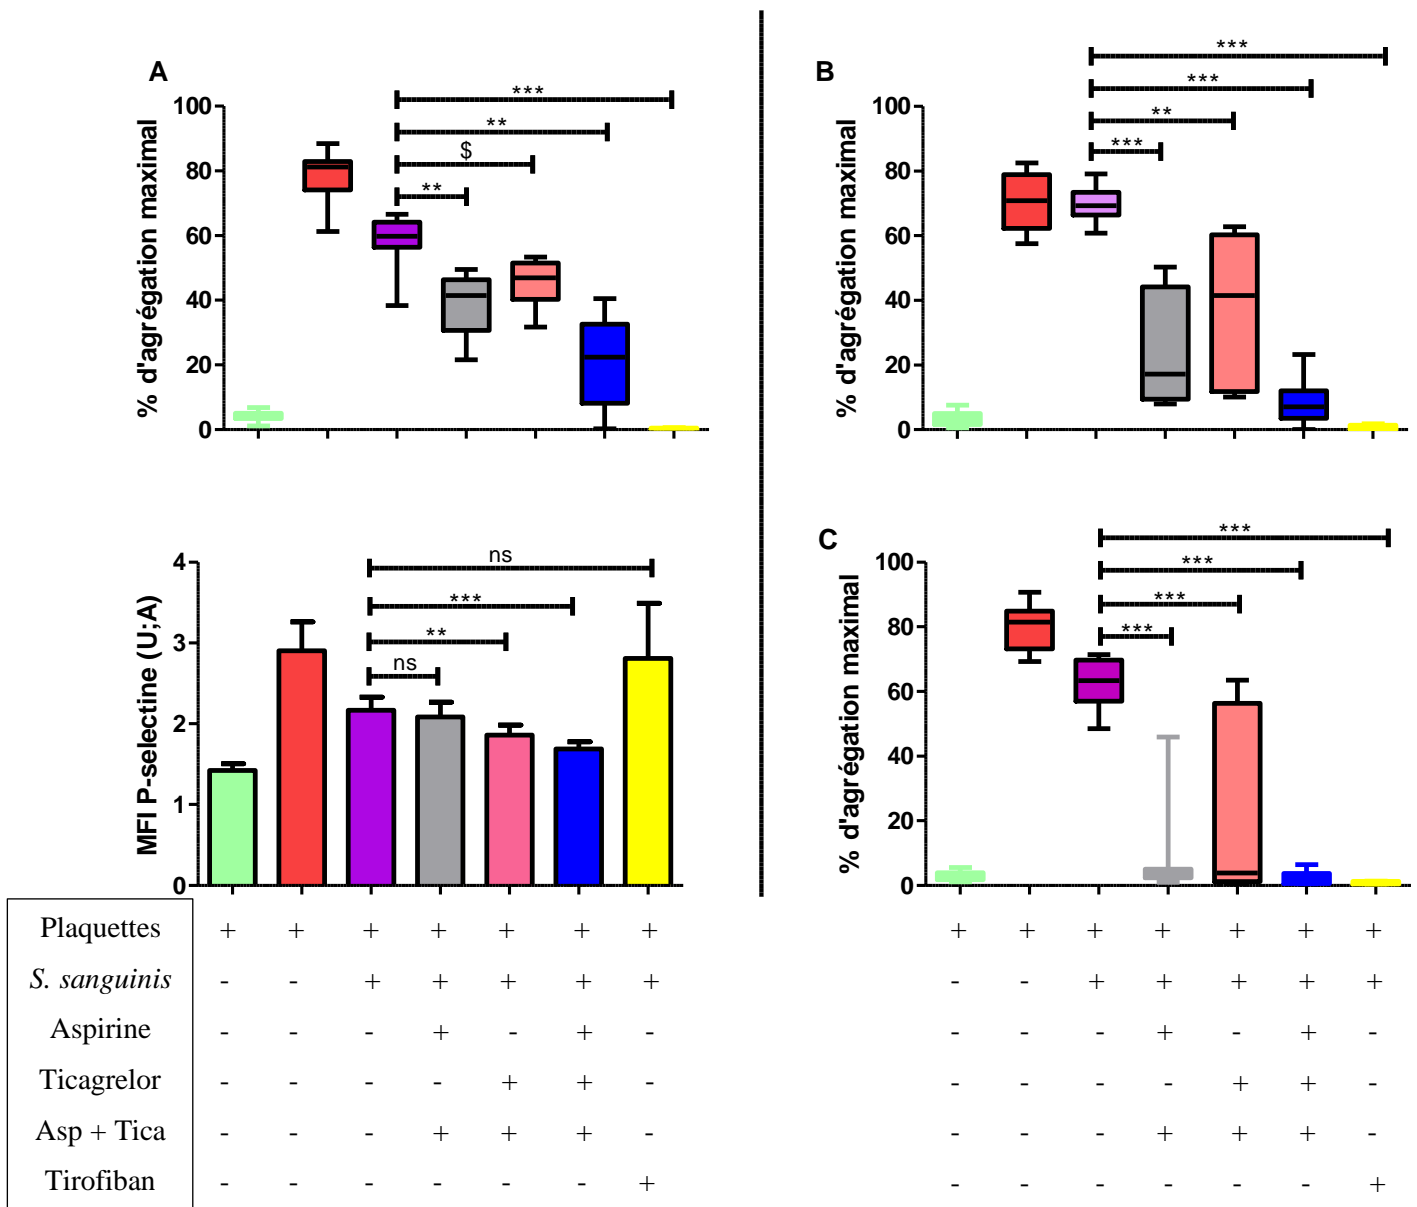 A
% d'agrégation maximal
100
80
60
40
20
0
***
**
$
**
B
% d'agrégation maximal
100
80
60
40
20
0
***
***
**
***
MFI P-selectine (U;A)
4
3
2
1
0
ns
***
**
ns
C
% d'agrégation maximal
100
80
60
40
20
0
***
***
***
***
Plaquettes + + + + + + + + + + + + + +
S. sanguinis - - + + + + + - - + + + + +
Aspirine - - - + - + - - - - + - + -
Ticagrelor - - - - + + - - - - - + + -
Asp + Tica - - - + + + - - - - + + + -
Tirofiban - - - - - - + - - - - - - +